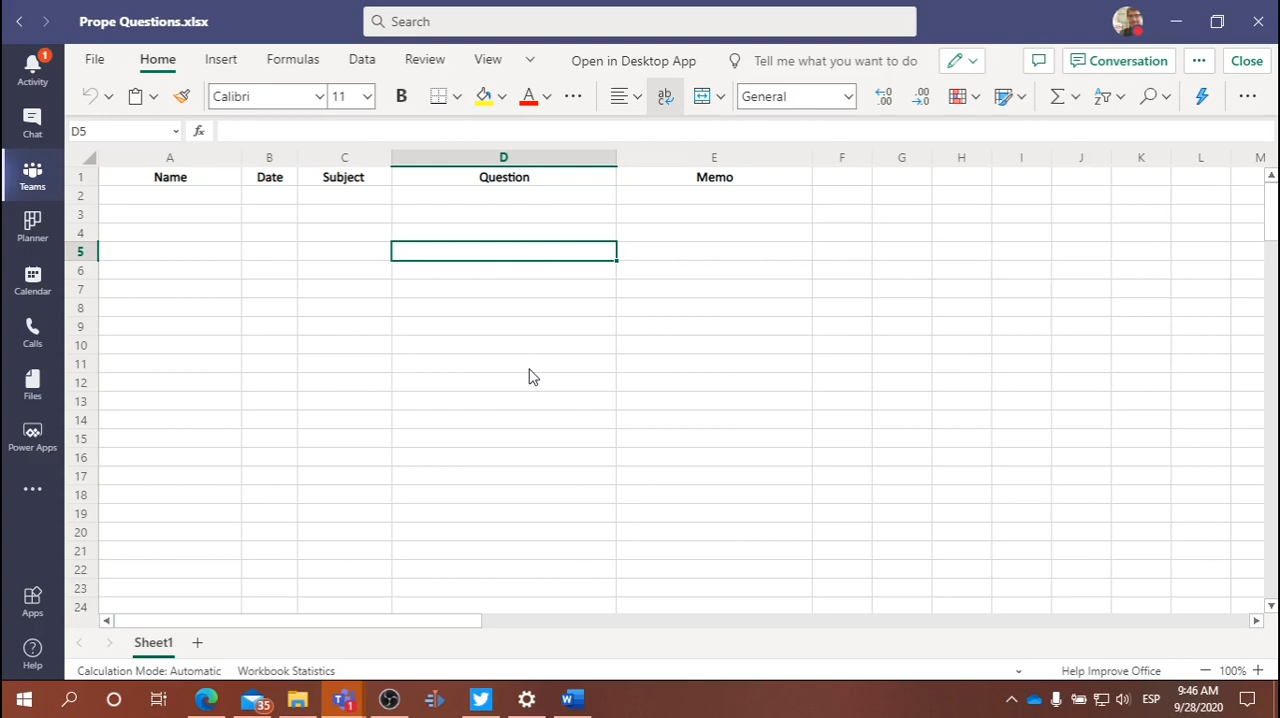 Prope Questions.xlsx
Search
Activity
1
Chat
Teams
Planner
Calendar
Calls
Files
Power Apps
Apps
Help
File
Home
Insert
Formulas
Data
Review
View
Open in Desktop App
Tell me what you want to do
Conversation
Close
Calibri
11
B
A
ab
General
D5
fx
A B C D E F G H I J K L M
1 Name Date Subject Question Memo
2
3
4
5
6
7
8
9
10
11
12
13
14
15
16
17
18
19
20
21
22
23
24
Sheet1
Calculation Mode: Automatic Workbook Statistics Help Improve Office 100%
35
1
ESP
9:46 AM
9/28/2020